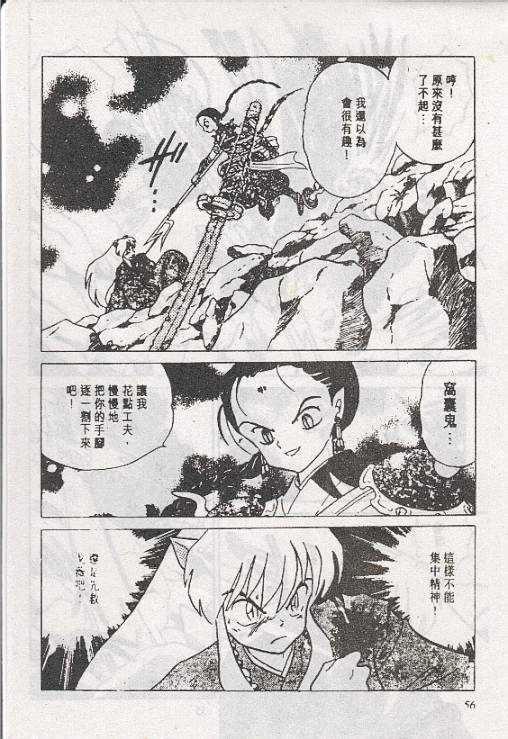 哼！
原來沒有甚麼
了不起…
我還以為
會很有趣！
窩囊鬼…
讓我
花點工夫，
慢慢地
把你的手腳
逐一割下來
吧！
這樣不能
集中精神！
56